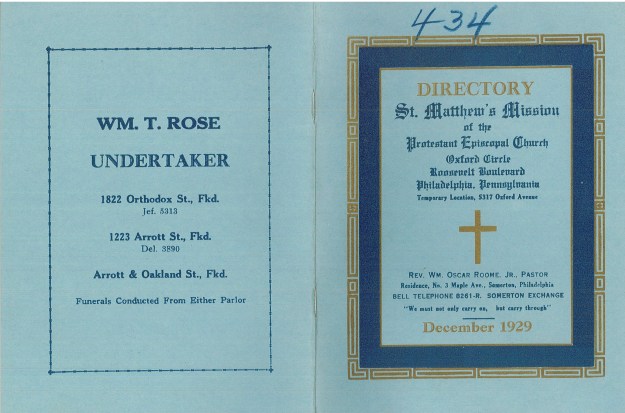 WM. T. ROSE
UNDERTAKER
1822 Orthodox St., Fkd.
Jef. 5313
1223 Arrott St., Fkd.
Del. 3890
Arrott & Oakland St., Fkd.
Funerals Conducted From Either Parlor
434
DIRECTORY
St. Matthew's Mission
of the
Protestant Episcopal Church
Oxford Circle
Roosevelt Boulevard
Philadelphia, Pennsylvania
Temporary Location, 5317 Oxford Avenue
REV. WM. OSCAR ROOME, JR., PASTOR
Residence, No. 3 Maple Ave., Somerton, Philadelphia
BELL TELEPHONE 8261-R. SOMERTON EXCHANGE
"We must not only carry on, but carry through"
December 1929